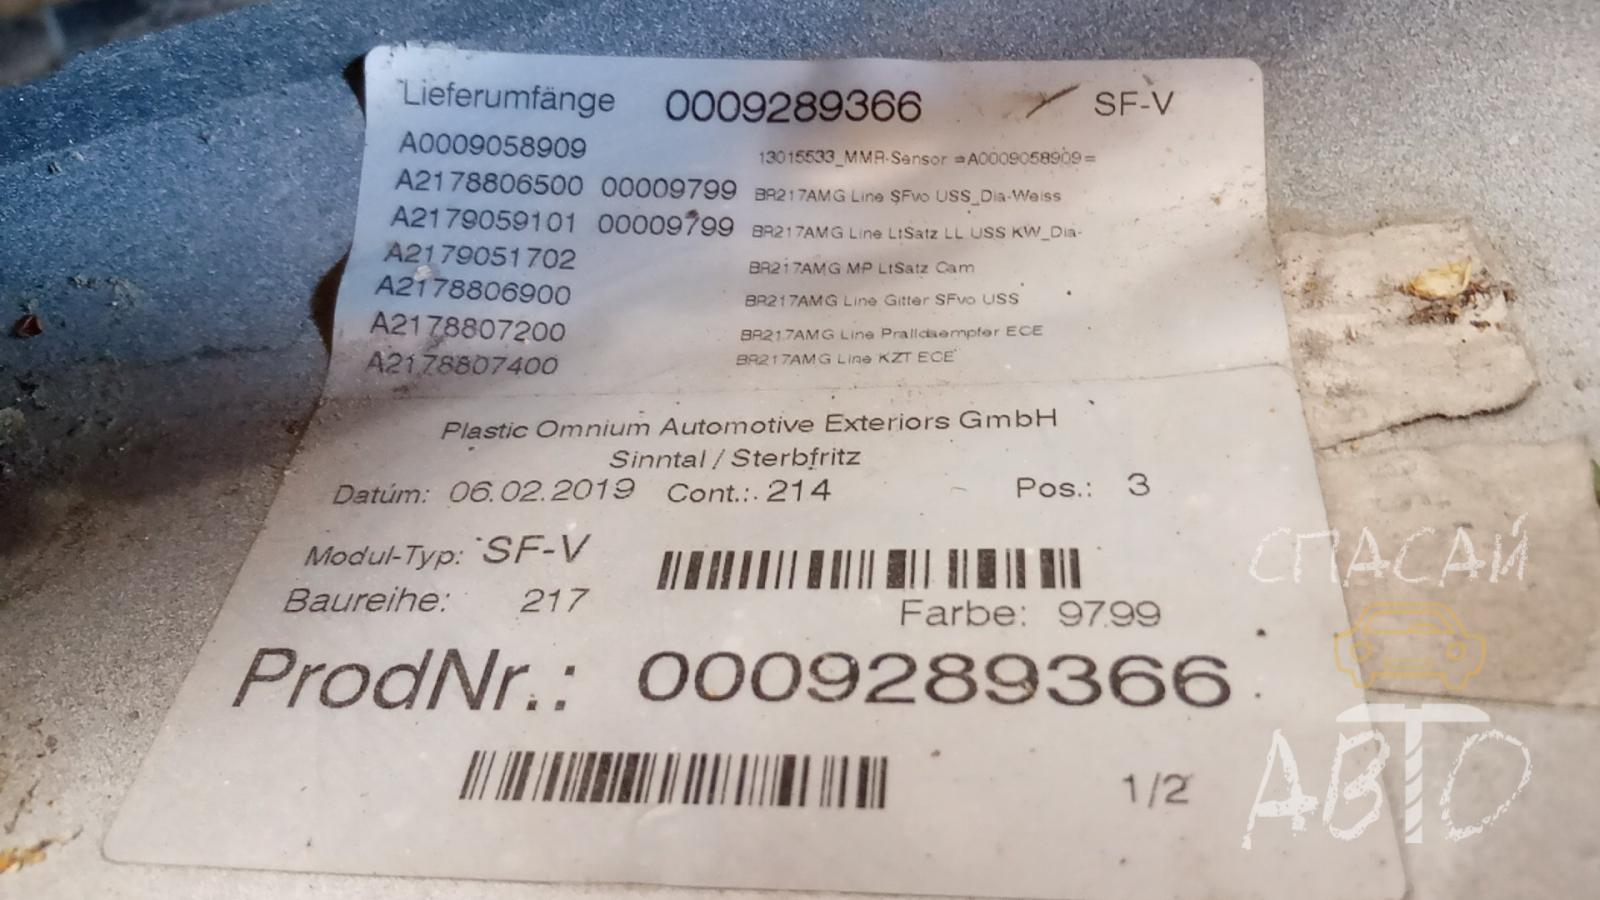 Lieferumfänge 0009289366 SF-V
A0009058909 13015533_MMR-Sensor =A0009058909=
A2178806500 00009799 BR217AMG Line SFvo USS_Dia-Weiss
A2179059101 00009799 BR217AMG Line LtSatz LL USS KW_Dia-
A2179051702 BR217AMG MP LtSatz Cam
A2178806900 BR217AMG Line Gitter SFvo USS
A2178807200 BR217AMG Line Pralldaempfer ECE
A2178807400 BR217AMG Line KZT ECE
Plastic Omnium Automotive Exteriors GmbH
Sinntal / Sterbfritz
Datum: 06.02.2019 Cont.: 214 Pos.: 3
Modul-Typ: SF-V
Baureihe: 217 Farbe: 9799
ProdNr.: 0009289366
1/2
СПАСАЙ
АВТО